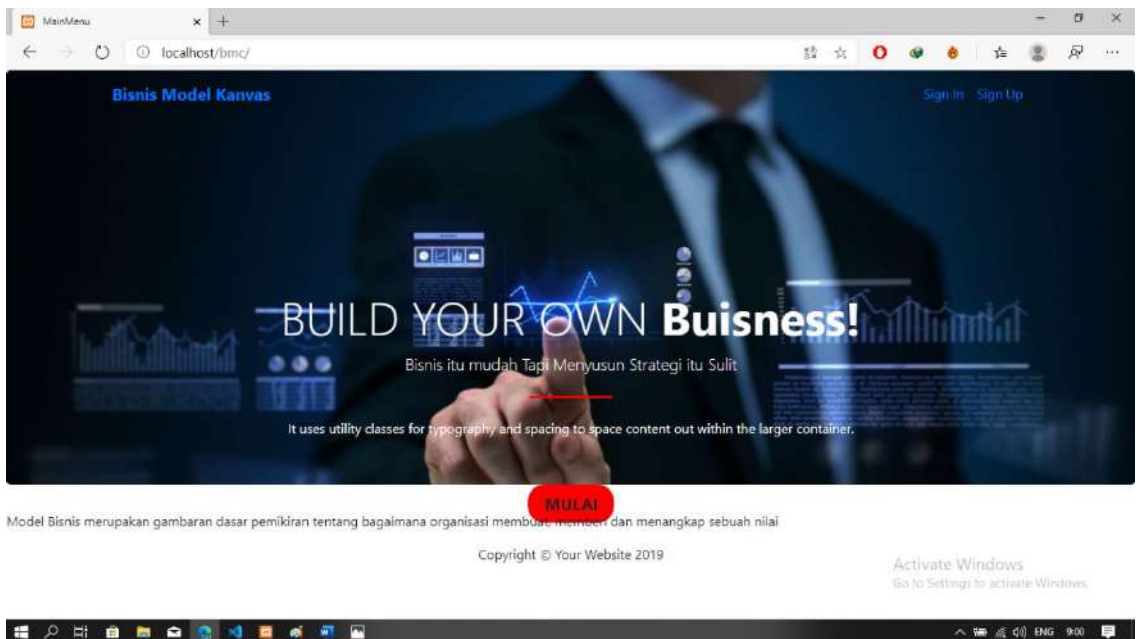 MainMenu
localhost/bmc/
Bisnis Model Kanvas
Sign In Sign Up
BUILD YOUR OWN Buisness!
Bisnis itu mudah Tapi Menyusun Strategi itu Sulit
It uses utility classes for typography and spacing to space content out within the larger container.
MULAI
Model Bisnis merupakan gambaran dasar pemikiran tentang bagaimana organisasi membuat, memberi dan menangkap sebuah nilai
Copyright © Your Website 2019
Activate Windows
Go to Settings to activate Windows.
ENG 9:00